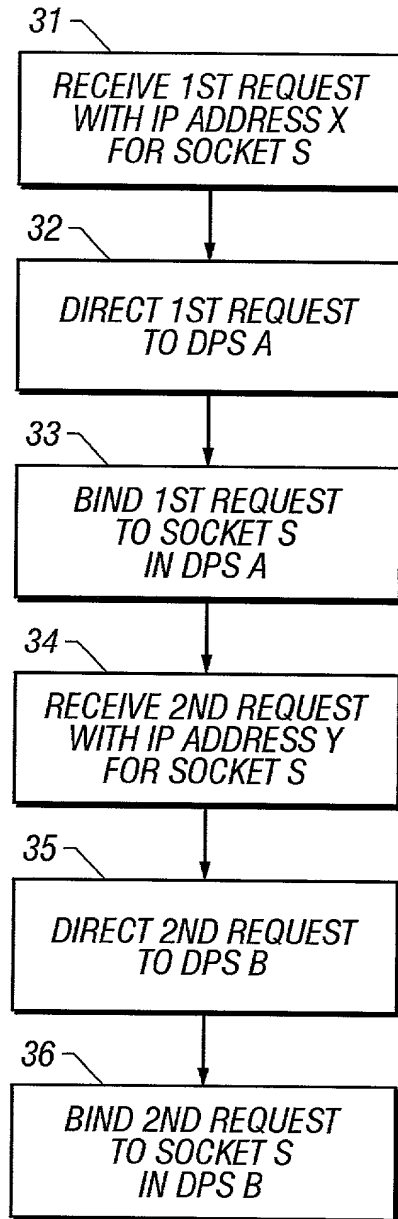 31
RECEIVE 1ST REQUEST
WITH IP ADDRESS X
FOR SOCKET S
32
DIRECT 1ST REQUEST
TO DPS A
33
BIND 1ST REQUEST
TO SOCKET S
IN DPS A
34
RECEIVE 2ND REQUEST
WITH IP ADDRESS Y
FOR SOCKET S
35
DIRECT 2ND REQUEST
TO DPS B
36
BIND 2ND REQUEST
TO SOCKET S
IN DPS B